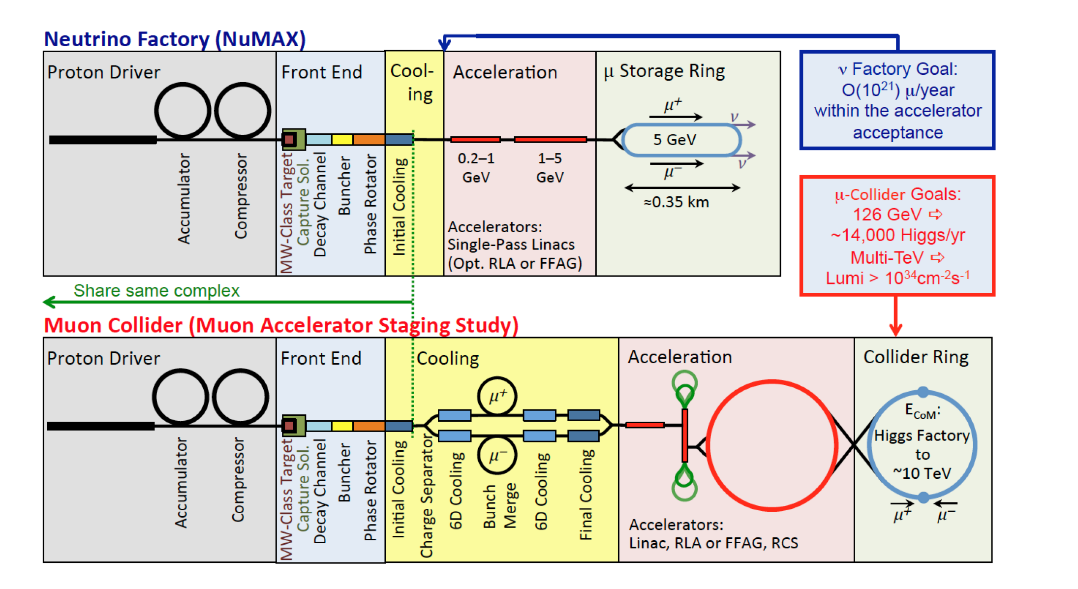 Neutrino Factory (NuMAX)
Proton Driver
Accumulator
Compressor
Front End
MW-Class Target
Capture Sol.
Decay Channel
Buncher
Phase Rotator
Cool-
ing
Initial Cooling
Acceleration
0.2–1
GeV
1–5
GeV
Accelerators:
Single-Pass Linacs
(Opt. RLA or FFAG)
μ Storage Ring
μ+
ν
5 GeV
μ−
ν
≈0.35 km
ν Factory Goal:
O(10²¹) μ/year
within the accelerator
acceptance
μ-Collider Goals:
126 GeV ⇨
~14,000 Higgs/yr
Multi-TeV ⇨
Lumi > 10³⁴cm⁻²s⁻¹
Share same complex
Muon Collider (Muon Accelerator Staging Study)
Proton Driver
Accumulator
Compressor
Front End
MW-Class Target
Capture Sol.
Decay Channel
Buncher
Phase Rotator
Cooling
Initial Cooling
Charge Separator
μ+
μ−
6D Cooling
Bunch
Merge
6D Cooling
Final Cooling
Acceleration
Accelerators:
Linac, RLA or FFAG, RCS
Collider Ring
ECoM:
Higgs Factory
to
~10 TeV
μ+
μ−